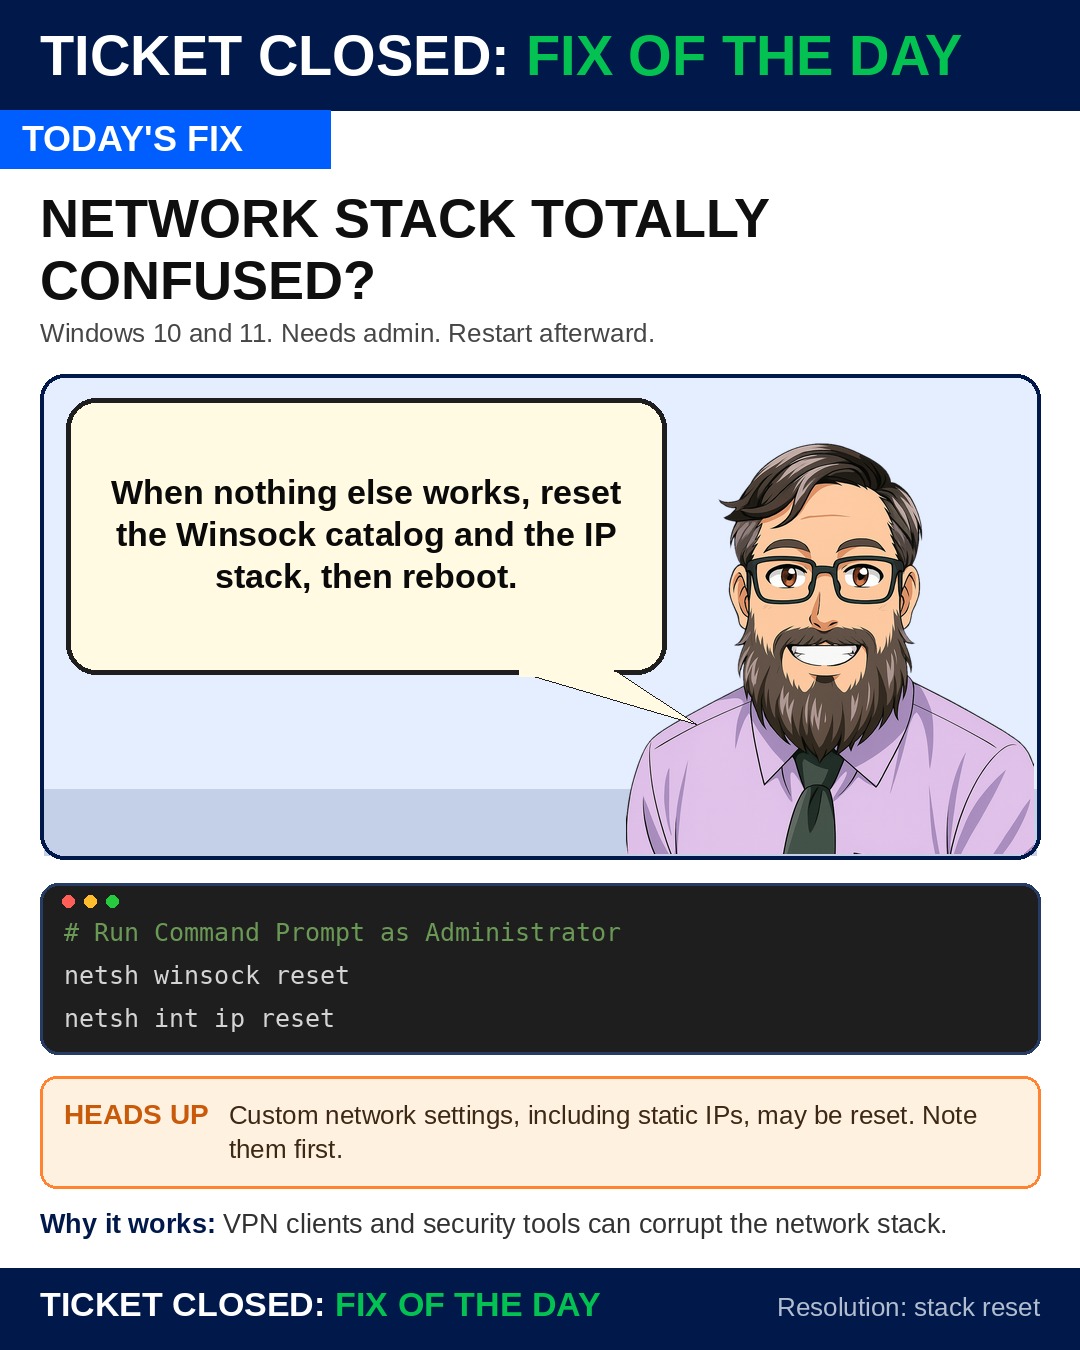 TICKET CLOSED: FIX OF THE DAY
TODAY'S FIX
NETWORK STACK TOTALLY
CONFUSED?
Windows 10 and 11. Needs admin. Restart afterward.
When nothing else works, reset
the Winsock catalog and the IP
stack, then reboot.
# Run Command Prompt as Administrator
netsh winsock reset
netsh int ip reset
HEADS UP Custom network settings, including static IPs, may be reset. Note
them first.
Why it works: VPN clients and security tools can corrupt the network stack.
TICKET CLOSED: FIX OF THE DAY
Resolution: stack reset